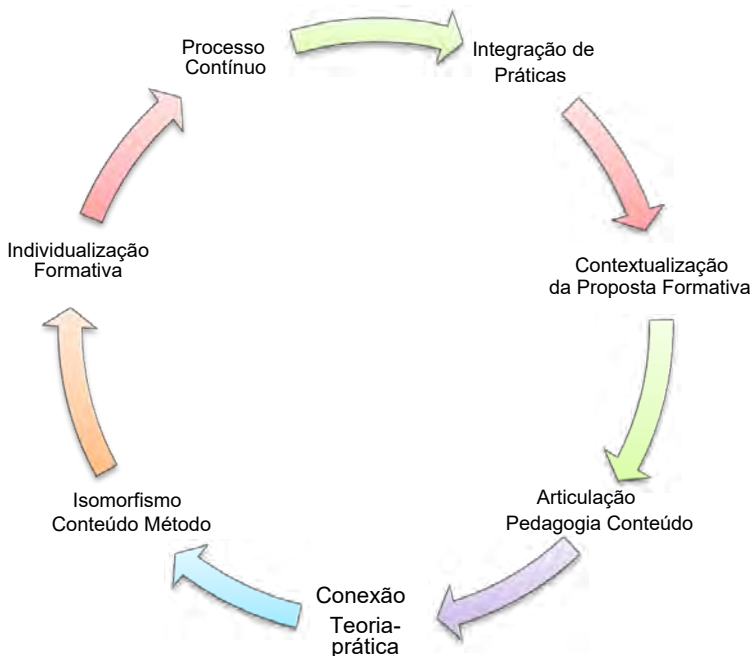 Processo
Contínuo
Integração de
Práticas
Contextualização
da Proposta Formativa
Articulação
Pedagogia Conteúdo
Conexão
Teoria-
prática
Isomorfismo
Conteúdo Método
Individualização
Formativa